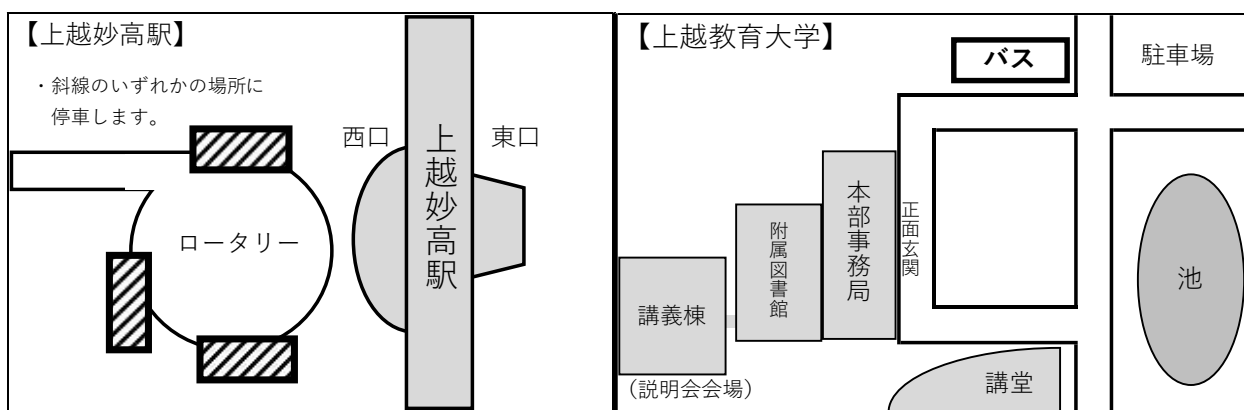 【上越妙高駅】
・斜線のいずれかの場所に
停車します。
西口
上越妙高駅
東口
ロータリー
【上越教育大学】
バス
駐車場
本部事務局
正面玄関
附属図書館
講義棟
（説明会会場）
池
講堂